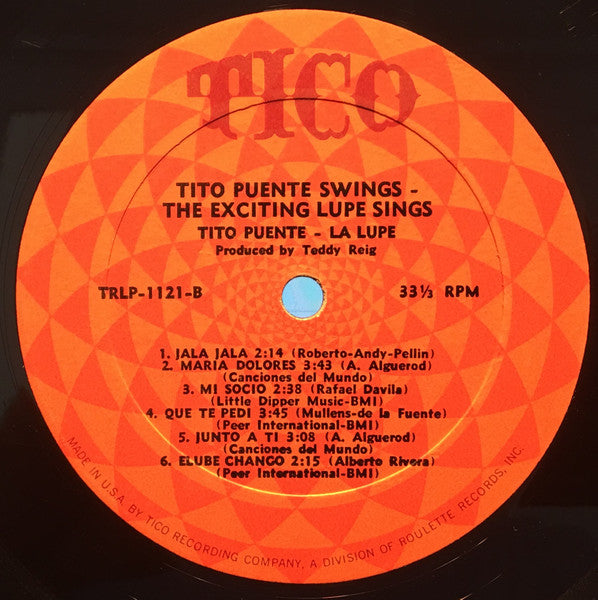 TICO
TITO PUENTE SWINGS -
THE EXCITING LUPE SINGS
TITO PUENTE - LA LUPE
Produced by Teddy Reig
TRLP-1121-B
33⅓ RPM
1. JALA JALA 2:14 (Roberto-Andy-Pellin)
2. MARIA DOLORES 3:43 (A. Alguerod)
(Canciones del Mundo)
3. MI SOCIO 2:38 (Rafael Davila)
(Little Dipper Music-BMI)
4. QUE TE PEDI 3:45 (Mullens-de la Fuente)
(Peer International-BMI)
5. JUNTO A TI 3:08 (A. Alguerod)
(Canciones del Mundo)
6. ELUBE CHANGO 2:15 (Alberto Rivera)
(Peer International-BMI)
MADE IN U.S.A. BY TICO RECORDING COMPANY, A DIVISION OF ROULETTE RECORDS, INC.